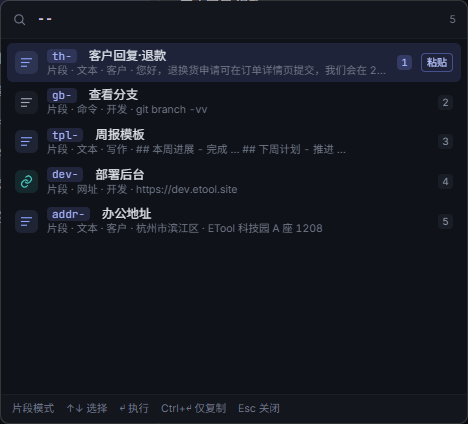 -- 5
th- 客户回复·退款
片段 · 文本 · 客户 · 您好，退换货申请可在订单详情页提交，我们会在 2... 1 粘贴
gb- 查看分支
片段 · 命令 · 开发 · git branch -vv 2
tpl- 周报模板
片段 · 文本 · 写作 · ## 本周进展 - 完成 ... ## 下周计划 - 推进 ... 3
dev- 部署后台
片段 · 网址 · 开发 · https://dev.etool.site 4
addr- 办公地址
片段 · 文本 · 客户 · 杭州市滨江区 · ETool 科技园 A 座 1208 5
片段模式 ↑↓ 选择 ↵ 执行 Ctrl+↵ 仅复制 Esc 关闭